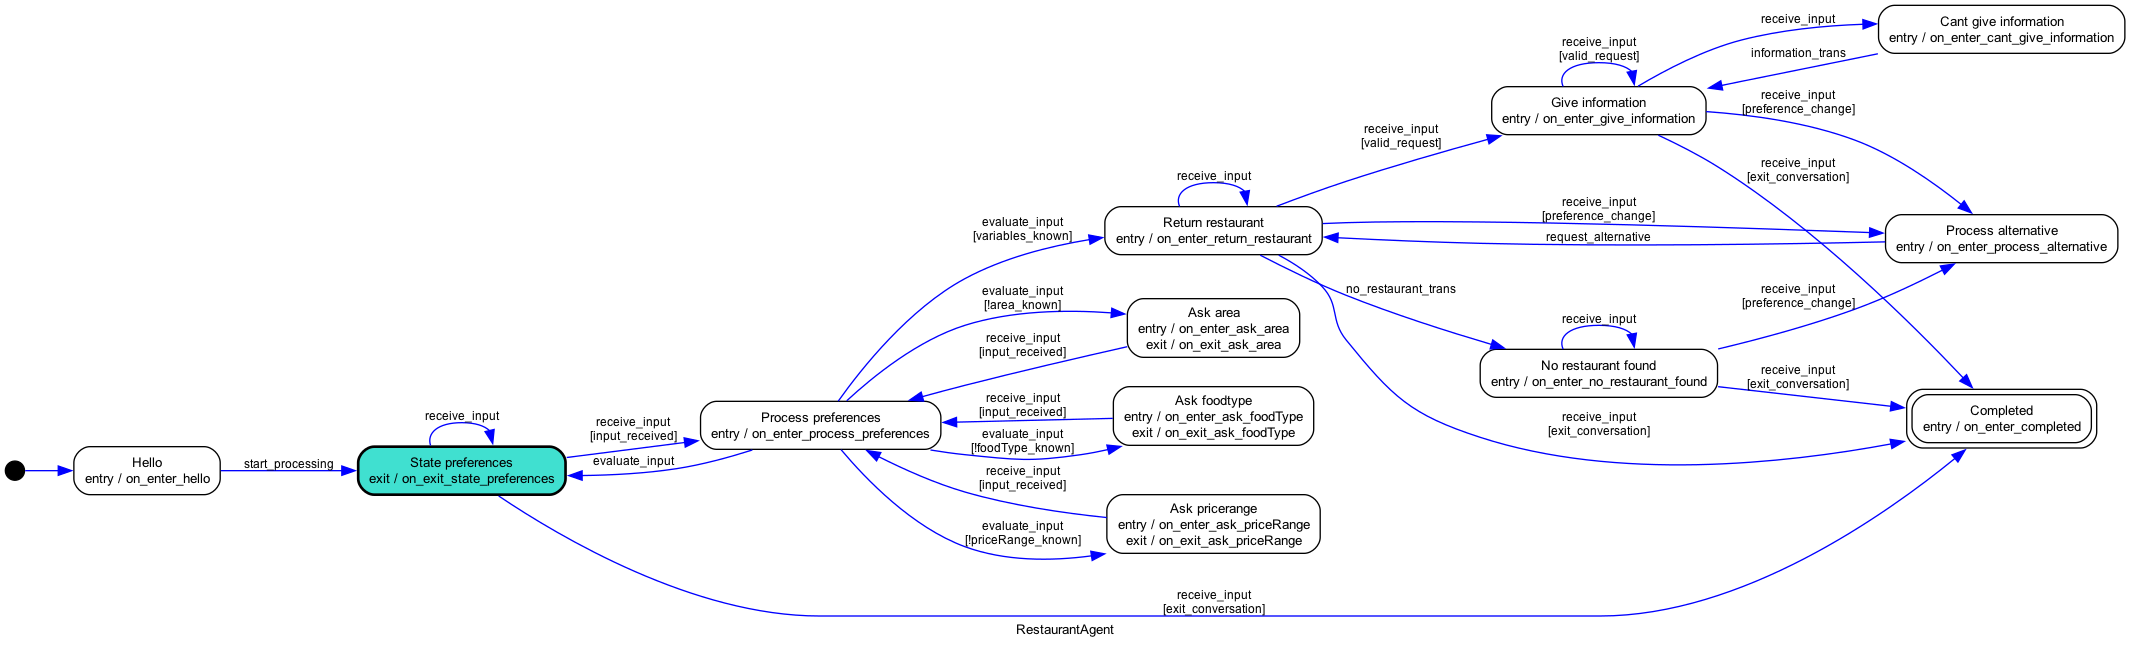 receive_input
Cant give information
entry / on_enter_cant_give_information
receive_input
[valid_request]
information_trans
Give information
entry / on_enter_give_information
receive_input
[preference_change]
receive_input
[valid_request]
receive_input
[exit_conversation]
receive_input
Return restaurant
entry / on_enter_return_restaurant
evaluate_input
[variables_known]
receive_input
[preference_change]
request_alternative
Process alternative
entry / on_enter_process_alternative
evaluate_input
[!area_known]
no_restaurant_trans
receive_input
[preference_change]
Ask area
entry / on_enter_ask_area
exit / on_exit_ask_area
receive_input
[input_received]
receive_input
No restaurant found
entry / on_enter_no_restaurant_found
receive_input
[exit_conversation]
Ask foodtype
entry / on_enter_ask_foodType
exit / on_exit_ask_foodType
receive_input
[input_received]
evaluate_input
[!foodType_known]
Process preferences
entry / on_enter_process_preferences
Completed
entry / on_enter_completed
receive_input
[exit_conversation]
receive_input
receive_input
[input_received]
evaluate_input
Hello
entry / on_enter_hello
start_processing
State preferences
exit / on_exit_state_preferences
receive_input
[input_received]
Ask pricerange
entry / on_enter_ask_priceRange
exit / on_exit_ask_priceRange
evaluate_input
[!priceRange_known]
receive_input
[exit_conversation]
RestaurantAgent